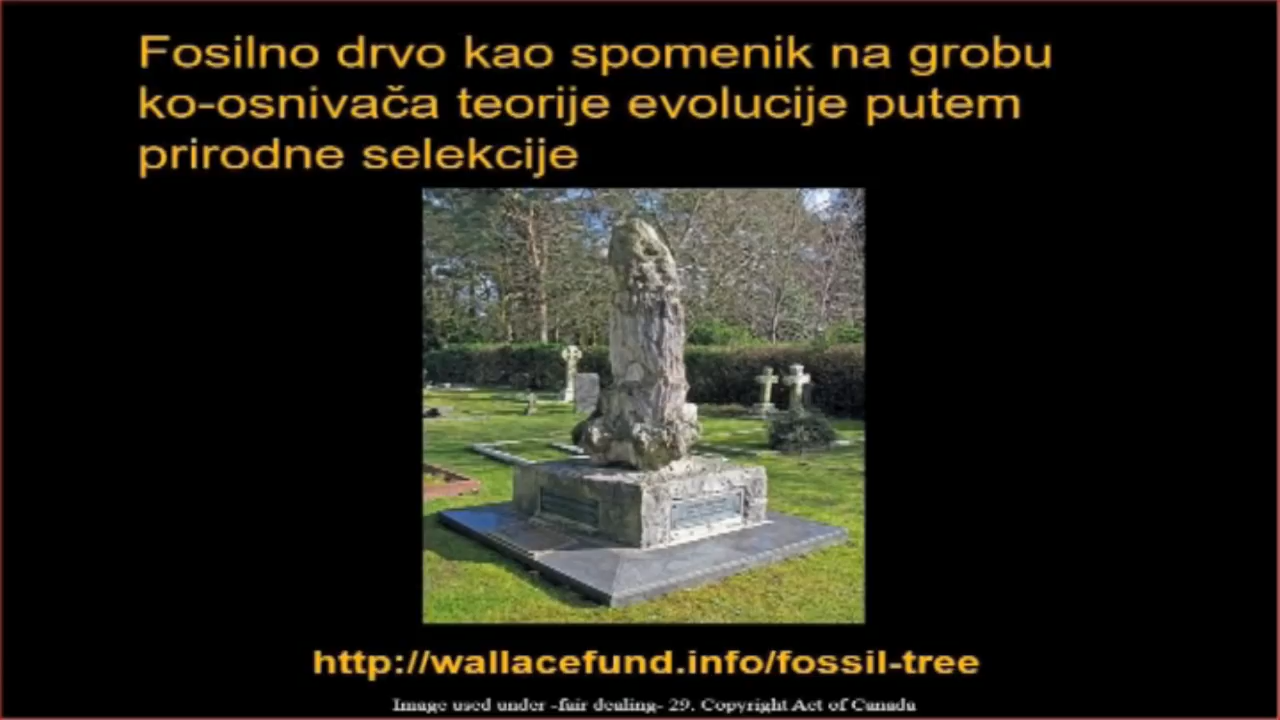 Fosilno drvo kao spomenik na grobu
ko-osnivača teorije evolucije putem
prirodne selekcije
http://wallacefund.info/fossil-tree
Image used under -fair dealing- 29. Copyright Act of Canada